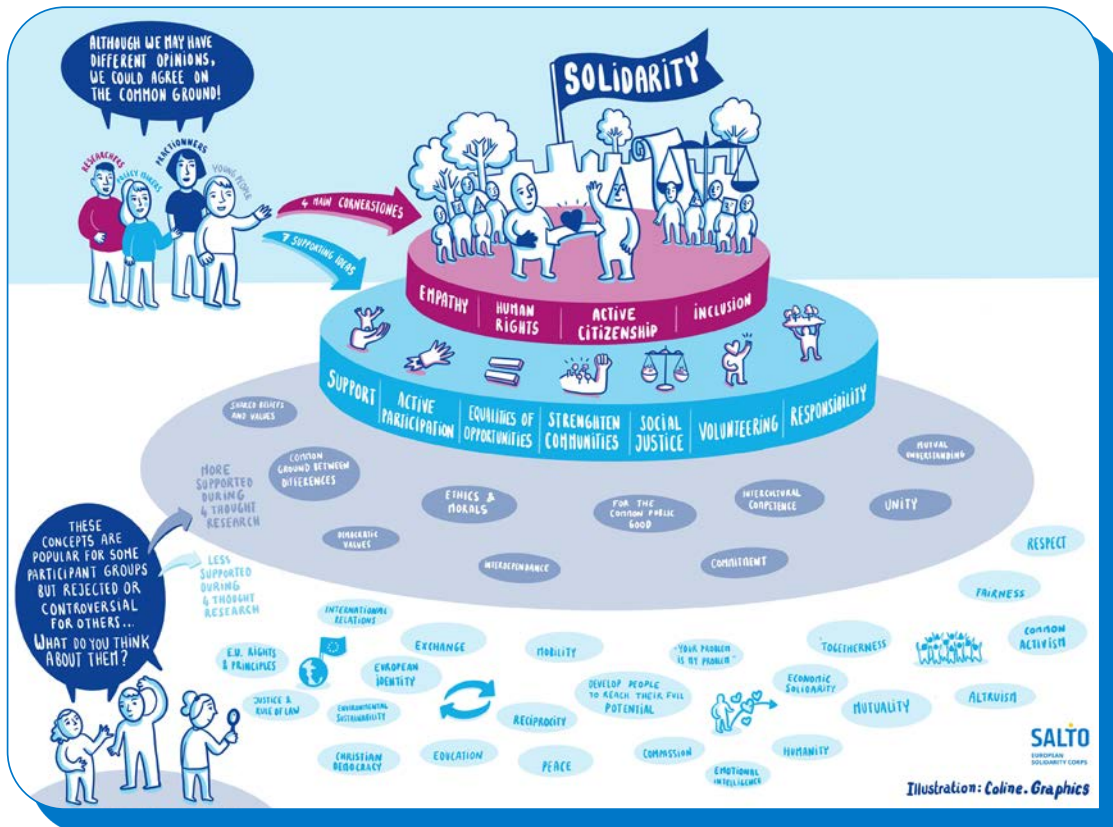 ALTHOUGH WE MAY HAVE
DIFFERENT OPINIONS,
WE COULD AGREE ON
THE COMMON GROUND!
SOLIDARITY
RESEARCHERS
POLICY MAKERS
PRACTIONNERS
YOUNG PEOPLE
4 MAIN CORNERSTONES
7 SUPPORTING IDEAS
EMPATHY
HUMAN
RIGHTS
ACTIVE
CITIZENSHIP
INCLUSION
SUPPORT
ACTIVE
PARTICIPATION
EQUALITIES OF
OPPORTUNITIES
STRENGTHEN
COMMUNITIES
SOCIAL
JUSTICE
VOLUNTEERING
RESPONSIBILITY
SHARED BELIEFS
AND VALUES
COMMON
GROUND BETWEEN
DIFFERENCES
ETHICS &
MORALS
FOR THE
COMMON PUBLIC
GOOD
INTERCULTURAL
COMPETENCE
MUTUAL
UNDERSTANDING
UNITY
DEMOCRATIC
VALUES
INTERDEPENDANCE
COMMITMENT
MORE
SUPPORTED
DURING
4 THOUGHT
RESEARCH
LESS
SUPPORTED
DURING
4 THOUGHT
RESEARCH
THESE
CONCEPTS ARE
POPULAR FOR SOME
PARTICIPANT GROUPS
BUT REJECTED OR
CONTROVERSIAL
FOR OTHERS...
WHAT DO YOU THINK
ABOUT THEM?
RESPECT
FAIRNESS
INTERNATIONAL
RELATIONS
E.U. RIGHTS
& PRINCIPLES
EUROPEAN
IDENTITY
EXCHANGE
MOBILITY
"YOUR PROBLEM
IS MY PROBLEM"
TOGETHERNESS
COMMON
ACTIVISM
JUSTICE &
RULE OF LAW
ENVIRONMENTAL
SUSTAINABILITY
RECIPROCITY
DEVELOP PEOPLE
TO REACH THEIR FULL
POTENTIAL
ECONOMIC
SOLIDARITY
MUTUALITY
ALTRUISM
CHRISTIAN
DEMOCRACY
EDUCATION
PEACE
COMPASSION
EMOTIONAL
INTELLIGENCE
HUMANITY
SALTO
EUROPEAN
SOLIDARITY CORPS
Illustration: Coline.Graphics